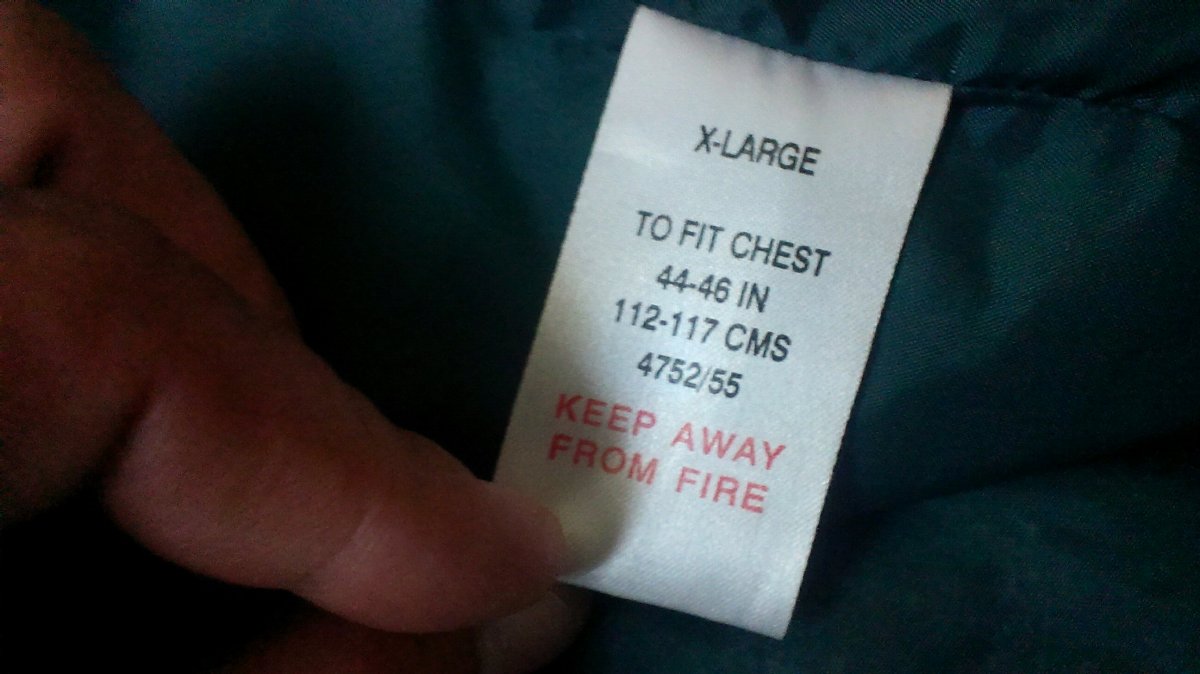 X-LARGE
TO FIT CHEST
44-46 IN
112-117 CMS
4752/55
KEEP AWAY
FROM FIRE